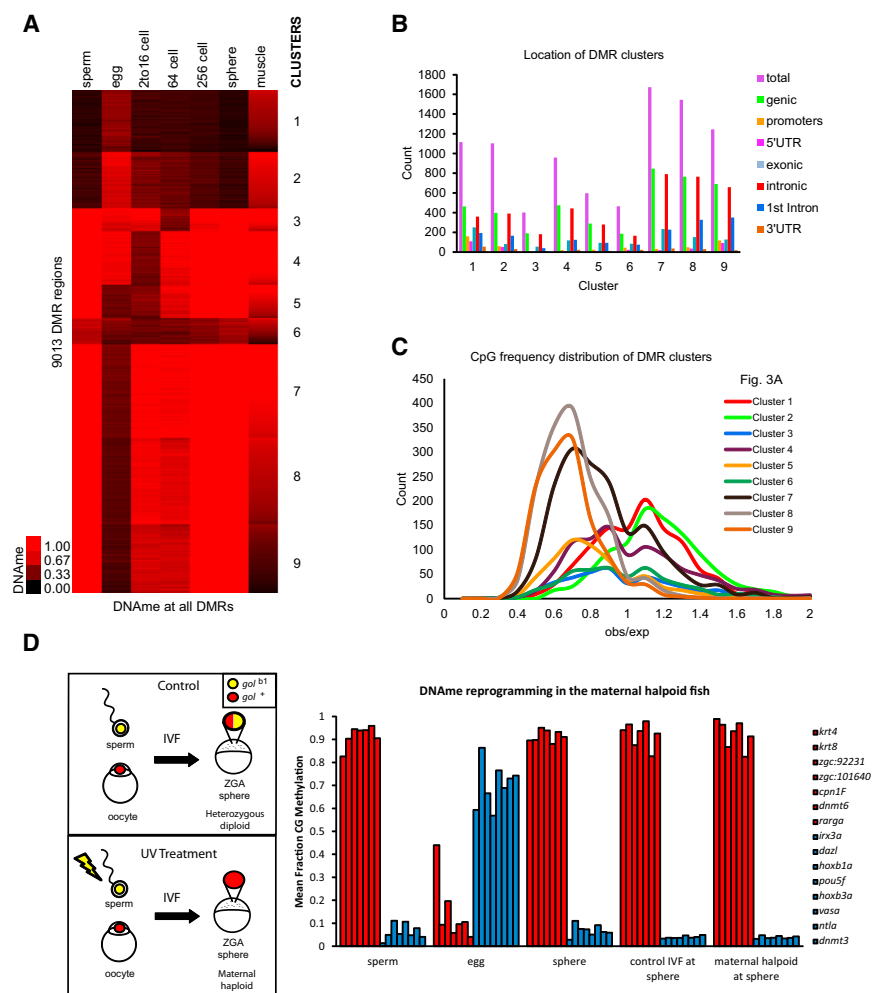 A
sperm
egg
2to16 cell
64 cell
256 cell
sphere
muscle
CLUSTERS
9013 DMR regions
1
2
3
4
5
6
7
8
9
DNAme
1.00
0.67
0.33
0.00
DNAme at all DMRs
B
Location of DMR clusters
Count
1800
1600
1400
1200
1000
800
600
400
200
0
1 2 3 4 5 6 7 8 9
Cluster
total
genic
promoters
5'UTR
exonic
intronic
1st Intron
3'UTR
C
CpG frequency distribution of DMR clusters
Count
450
400
350
300
250
200
150
100
50
0
0 0.2 0.4 0.6 0.8 1 1.2 1.4 1.6 1.8 2
obs/exp
Fig. 3A
Cluster 1
Cluster 2
Cluster 3
Cluster 4
Cluster 5
Cluster 6
Cluster 7
Cluster 8
Cluster 9
D
Control
gol b1
gol +
sperm
IVF
oocyte
ZGA
sphere
Heterozygous
diploid
UV Treatment
sperm
IVF
oocyte
ZGA
sphere
Maternal
haploid
DNAme reprogramming in the maternal halpoid fish
Mean Fraction CG Methylation
1
0.9
0.8
0.7
0.6
0.5
0.4
0.3
0.2
0.1
0
sperm
egg
sphere
control IVF at
sphere
maternal halpoid
at sphere
krt4
krt8
zgc:92231
zgc:101640
cpn1F
dnmt6
rarga
irx3a
dazl
hoxb1a
pou5f
hoxb3a
vasa
ntla
dnmt3